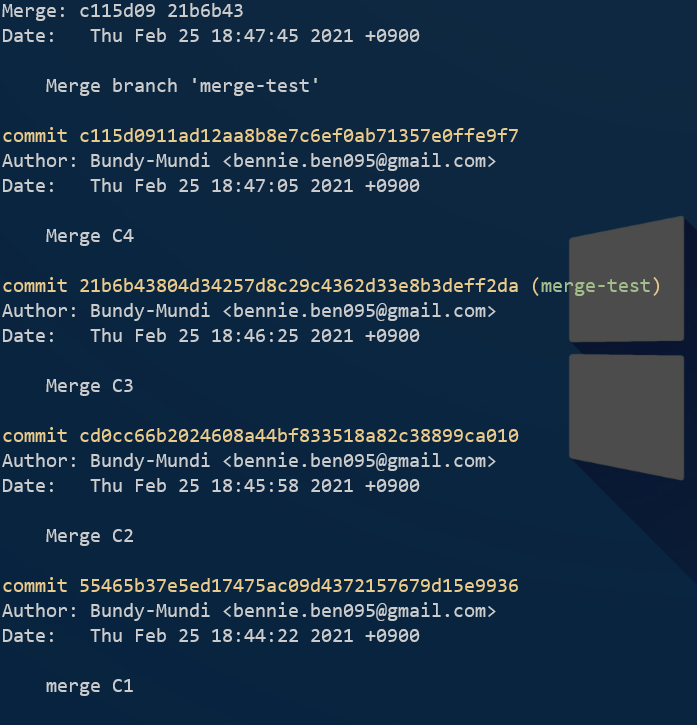 Merge: c115d09 21b6b43
Date:   Thu Feb 25 18:47:45 2021 +0900
Merge branch 'merge-test'
commit c115d0911ad12aa8b8e7c6ef0ab71357e0ffe9f7
Author: Bundy-Mundi <bennie.ben095@gmail.com>
Date:   Thu Feb 25 18:47:05 2021 +0900
Merge C4
commit 21b6b43804d34257d8c29c4362d33e8b3deff2da (merge-test)
Author: Bundy-Mundi <bennie.ben095@gmail.com>
Date:   Thu Feb 25 18:46:25 2021 +0900
Merge C3
commit cd0cc66b2024608a44bf833518a82c38899ca010
Author: Bundy-Mundi <bennie.ben095@gmail.com>
Date:   Thu Feb 25 18:45:58 2021 +0900
Merge C2
commit 55465b37e5ed17475ac09d4372157679d15e9936
Author: Bundy-Mundi <bennie.ben095@gmail.com>
Date:   Thu Feb 25 18:44:22 2021 +0900
merge C1